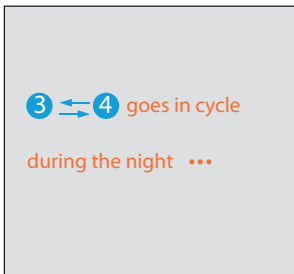 3 4 goes in cycle
during the night •••